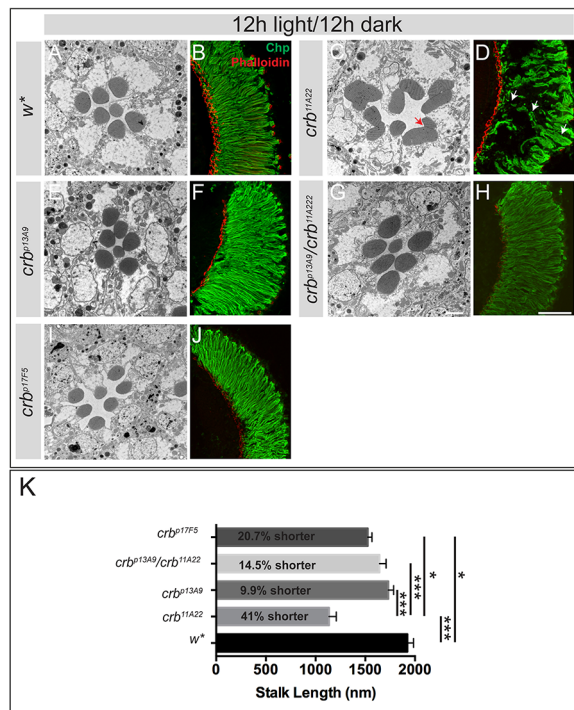 12h light/12h dark
w*
A
B
Chp
Phalloidin
crb11A22
C
D
crbp13A9
E
F
crbp13A9/crb11A222
G
H
crbp17F5
I
J
K
crbp17F5
20.7% shorter
crbp13A9/crb11A22
14.5% shorter
crbp13A9
9.9% shorter
crb11A22
41% shorter
w*
***
***
*
***
*
0
500
1000
1500
2000
Stalk Length (nm)